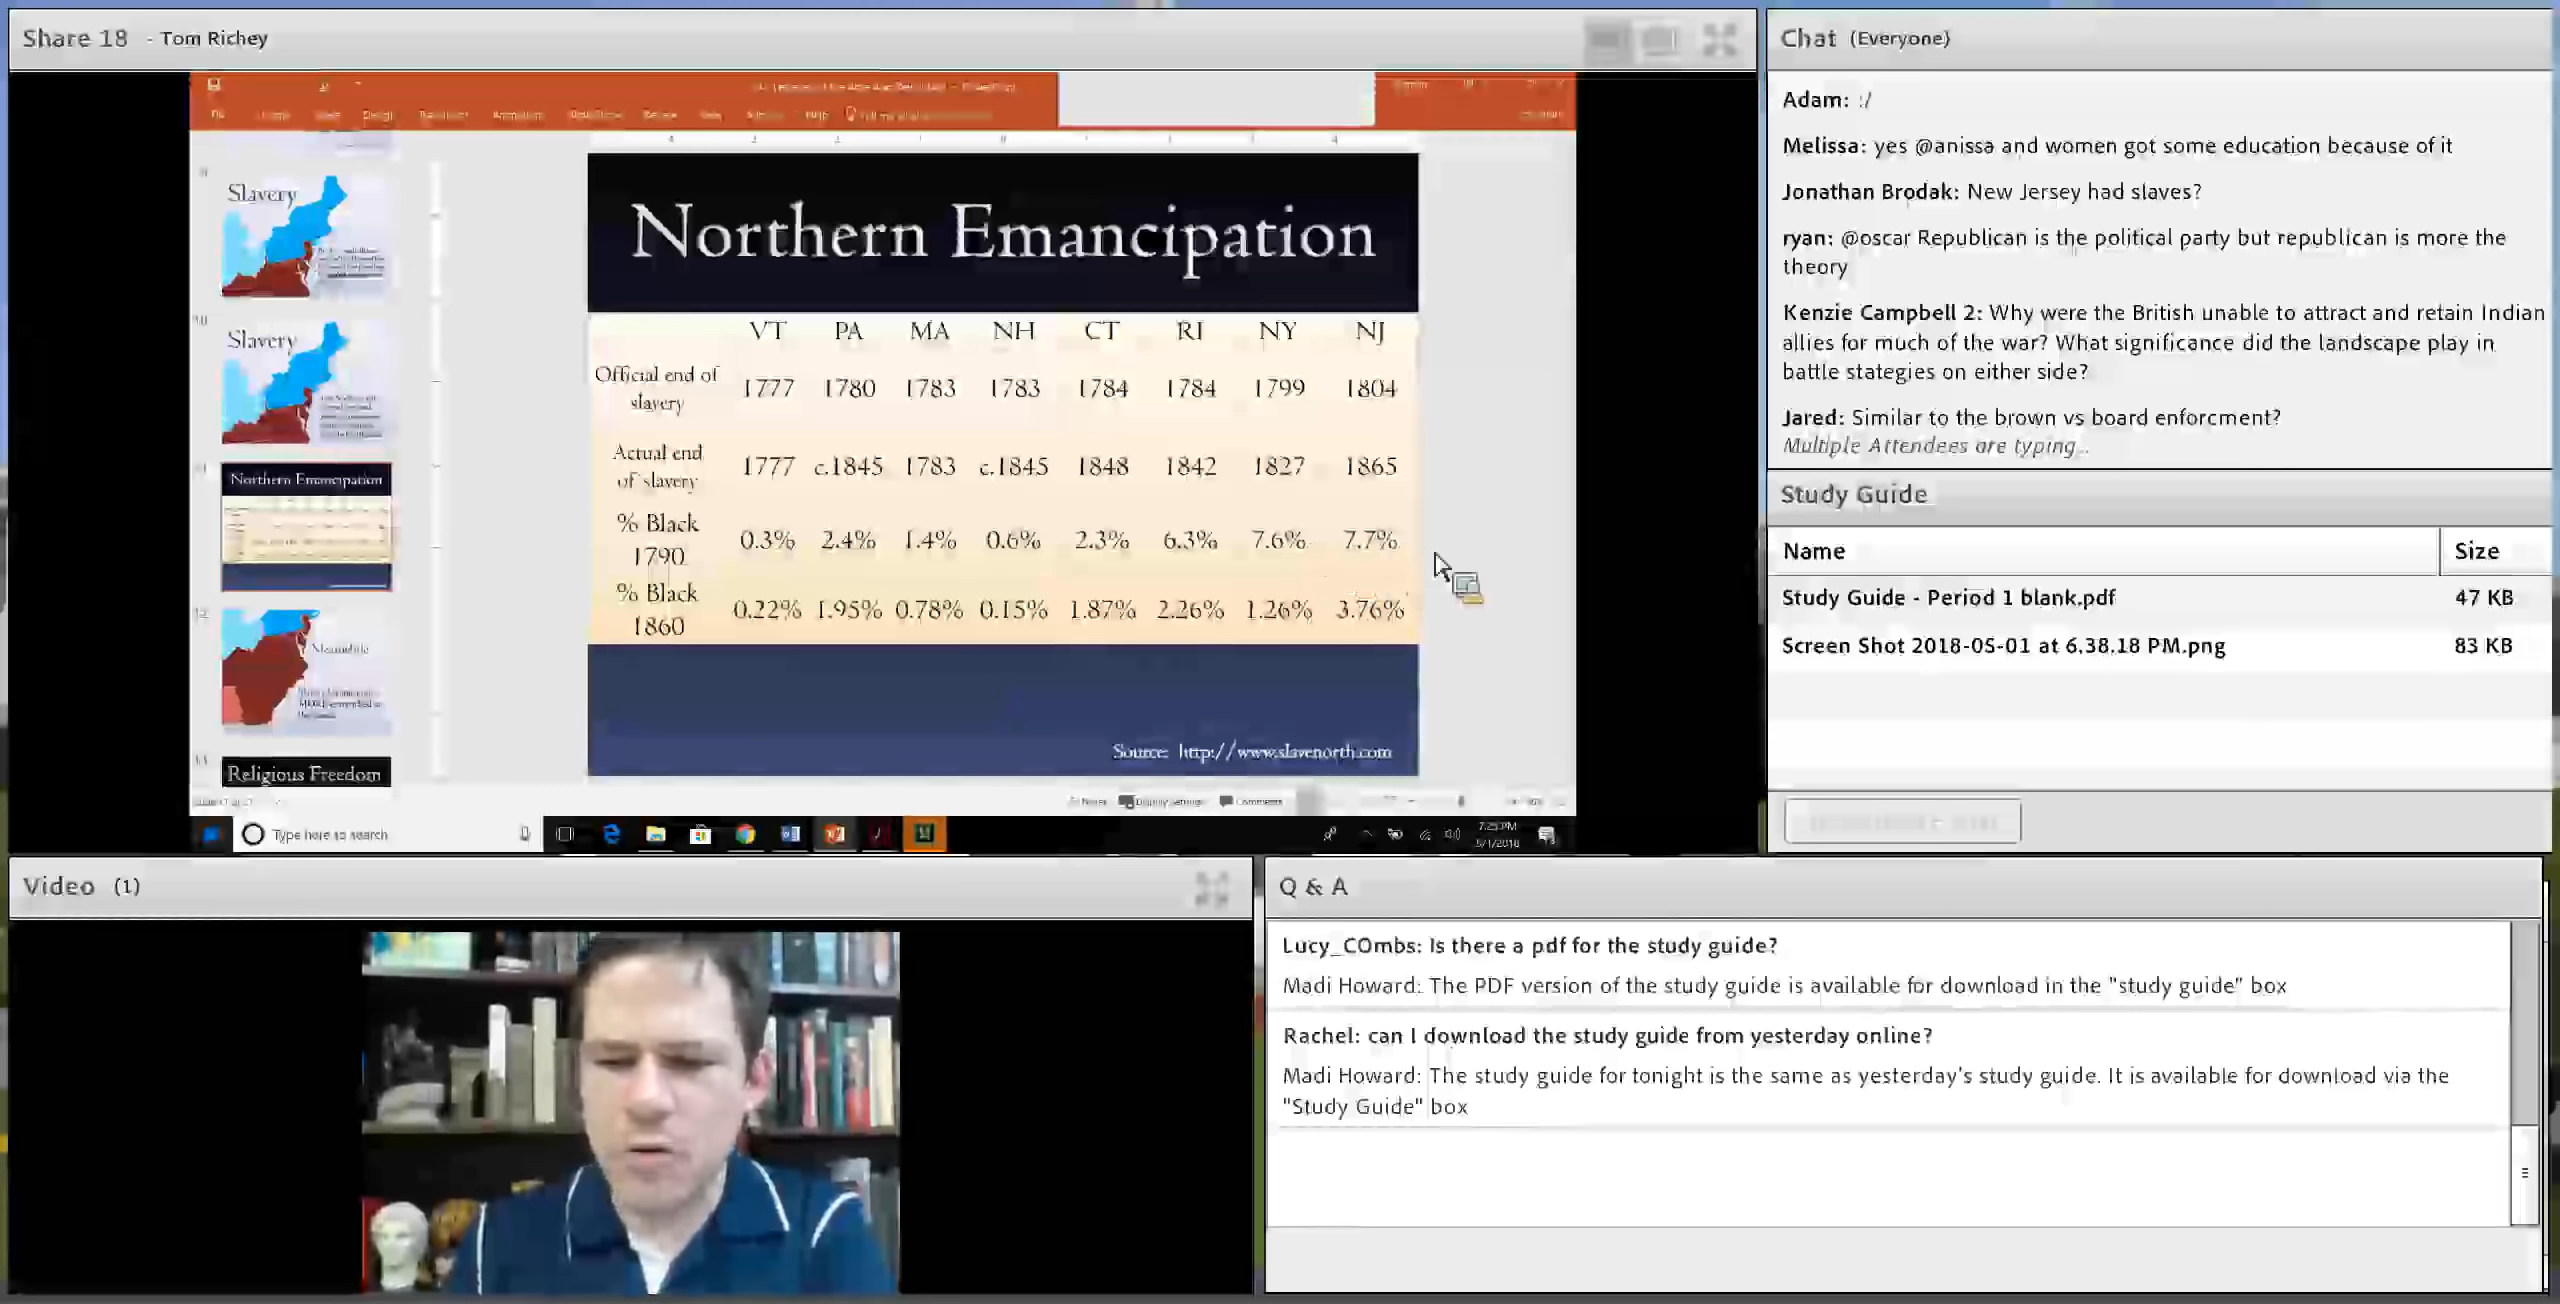 Share 18 - Tom Richey
Slavery
Slavery
Northern Emancipation
Meanwhile
Religious Freedom
Northern Emancipation
VT PA MA NH CT RI NY NJ
Official end of slavery 1777 1780 1783 1783 1784 1784 1799 1804
Actual end of slavery 1777 c.1845 1783 c.1845 1848 1842 1827 1865
% Black 1790 0.3% 2.4% 1.4% 0.6% 2.3% 6.3% 7.6% 7.7%
% Black 1860 0.22% 1.95% 0.78% 0.15% 1.87% 2.26% 1.26% 3.76%
Source: http://www.slavenorth.com
Notes Display Settings Comments
Type here to search
7:25 PM
5/1/2018
Chat (Everyone)
Adam: :/
Melissa: yes @anissa and women got some education because of it
Jonathan Brodak: New Jersey had slaves?
ryan: @oscar Republican is the political party but republican is more the
theory
Kenzie Campbell 2: Why were the British unable to attract and retain Indian
allies for much of the war? What significance did the landscape play in
battle stategies on either side?
Jared: Similar to the brown vs board enforcment?
Multiple Attendees are typing...
Study Guide
Name Size
Study Guide - Period 1 blank.pdf 47 KB
Screen Shot 2018-05-01 at 6.38.18 PM.png 83 KB
Video (1)
Q & A
Lucy_COmbs: Is there a pdf for the study guide?
Madi Howard: The PDF version of the study guide is available for download in the "study guide" box
Rachel: can I download the study guide from yesterday online?
Madi Howard: The study guide for tonight is the same as yesterday's study guide. It is available for download via the
"Study Guide" box